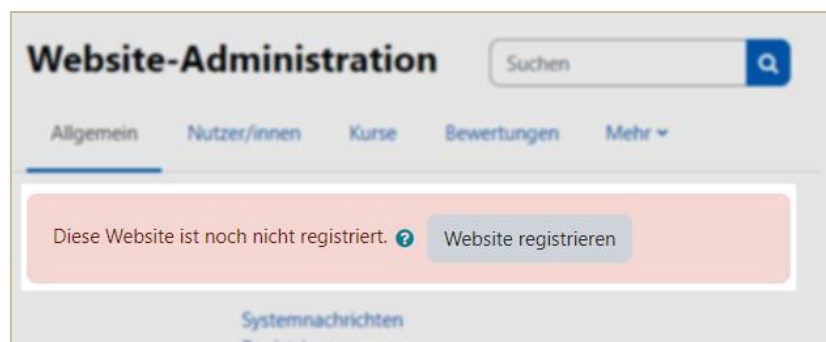 Website-Administration
Suchen
Allgemein Nutzer/innen Kurse Bewertungen Mehr
Diese Website ist noch nicht registriert. ? Website registrieren
Systemnachrichten